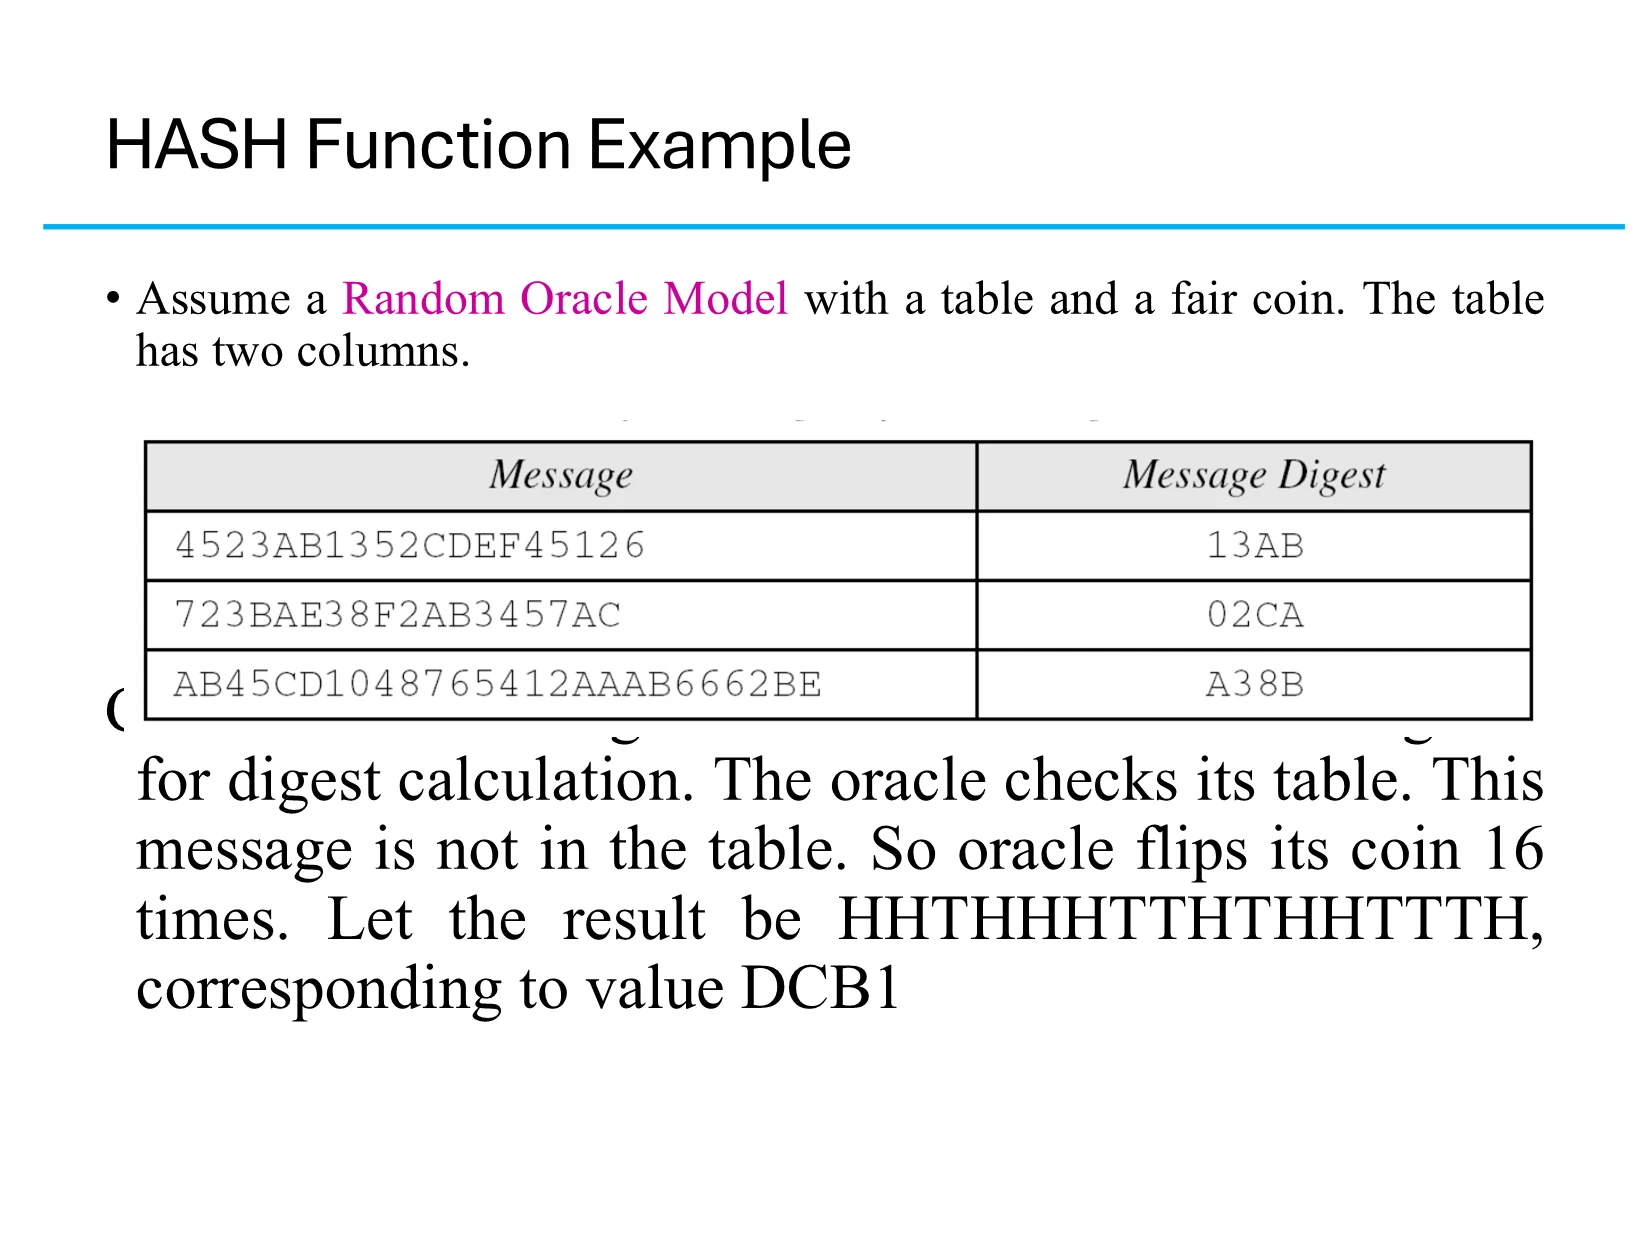 HASH Function Example
• Assume a Random Oracle Model with a table and a fair coin. The table
has two columns.
Message Message Digest
4523AB1352CDEF45126 13AB
723BAE38F2AB3457AC 02CA
AB45CD1048765412AAAB6662BE A38B
(
for digest calculation. The oracle checks its table. This
message is not in the table. So oracle flips its coin 16
times. Let the result be HHTHHHTTHTHHTTTH,
corresponding to value DCB1